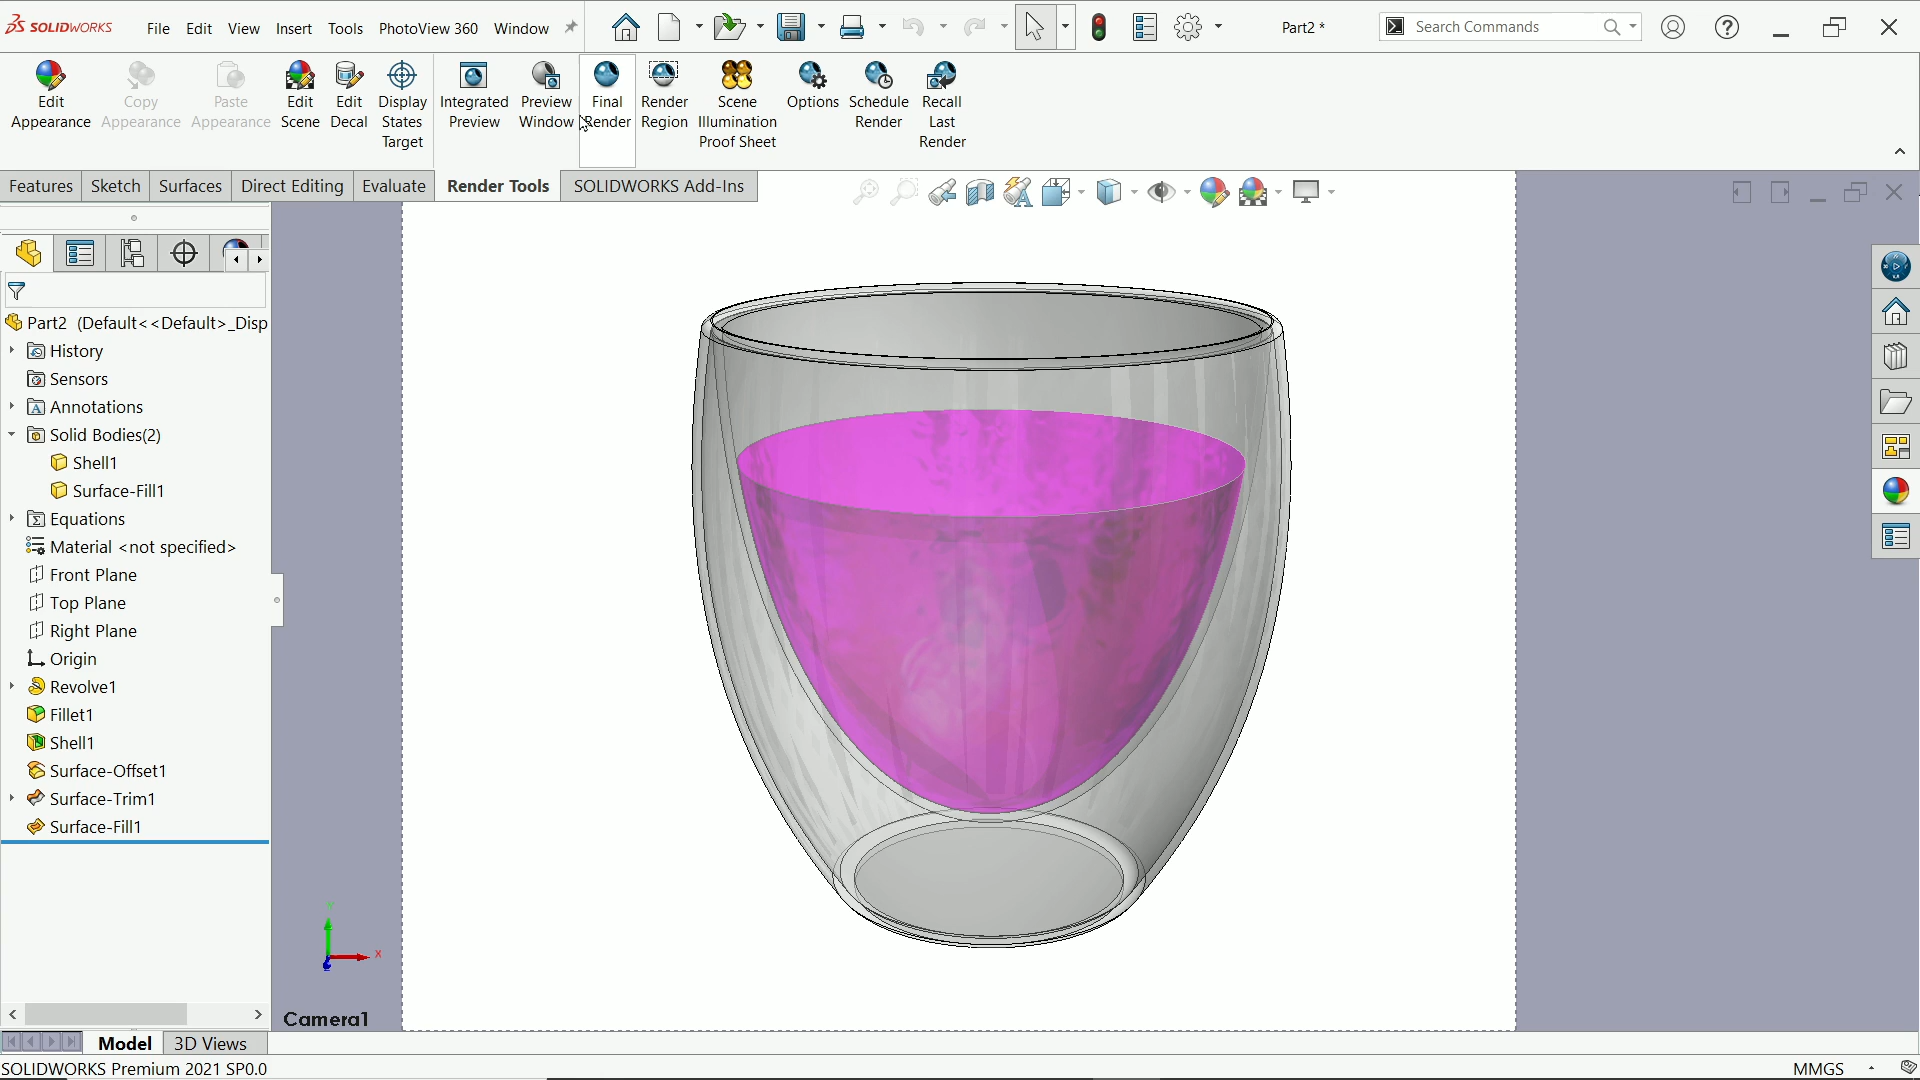 SOLIDWORKS File Edit View Insert Tools PhotoView 360 Window Part2 * Search Commands
Edit Appearance
Copy Appearance
Paste Appearance
Edit Scene
Edit Decal
Display States Target
Integrated Preview
Preview Window
Final Render
Render Region
Scene Illumination Proof Sheet
Options
Schedule Render
Recall Last Render
Features Sketch Surfaces Direct Editing Evaluate Render Tools SOLIDWORKS Add-Ins
Part2 (Default<<Default>_Disp
History
Sensors
Annotations
Solid Bodies(2)
Shell1
Surface-Fill1
Equations
Material <not specified>
Front Plane
Top Plane
Right Plane
Origin
Revolve1
Fillet1
Shell1
Surface-Offset1
Surface-Trim1
Surface-Fill1
Y
X
Camera1
Model 3D Views
SOLIDWORKS Premium 2021 SP0.0 MMGS